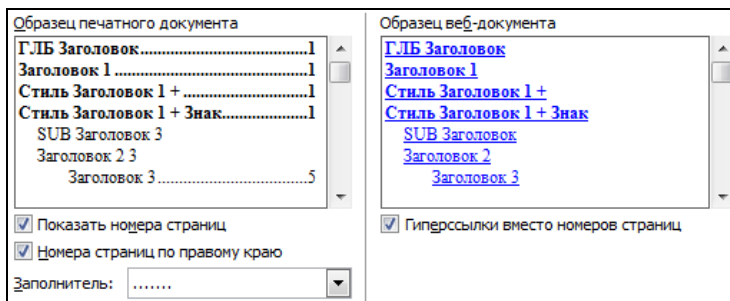 Образец печатного документа
ГЛБ Заголовок..........................................1
Заголовок 1................................................1
Стиль Заголовок 1 +...............................1
Стиль Заголовок 1 + Знак.....................1
SUB Заголовок 3
Заголовок 2 3
Заголовок 3.....................................5
Показать номера страниц
Номера страниц по правому краю
Заполнитель: .......
Образец веб-документа
ГЛБ Заголовок
Заголовок 1
Стиль Заголовок 1 +
Стиль Заголовок 1 + Знак
SUB Заголовок
Заголовок 2
Заголовок 3
Гиперссылки вместо номеров страниц